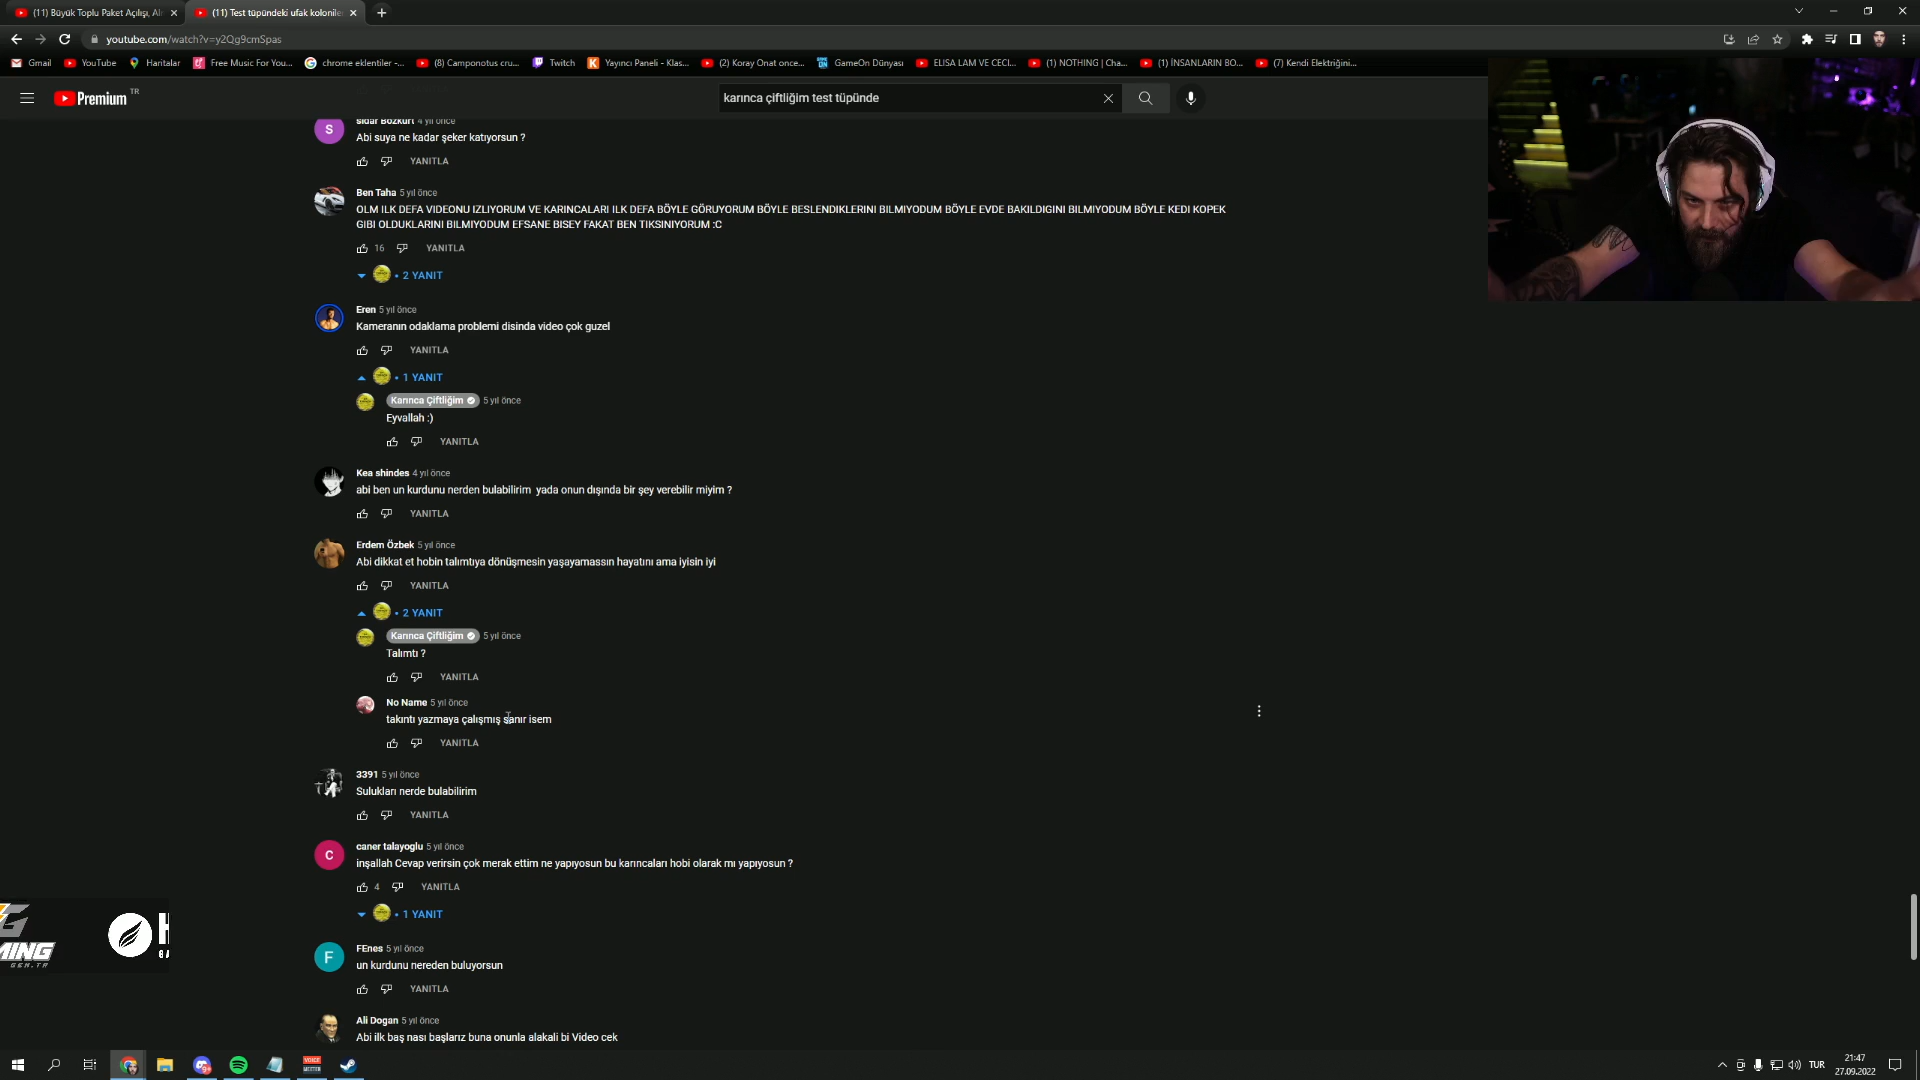 (11) Büyük Toplu Paket Açılışı, Al
(11) Test tüpündeki ufak kolonile
youtube.com/watch?v=y2Qg9cmSpas
Gmail
YouTube
Haritalar
Free Music For You...
chrome eklentiler -...
(8) Camponotus cru...
Twitch
Yayıncı Paneli - Klas...
(2) Koray Onat once...
GameOn Dünyası
ELISA LAM VE CECI...
(1) NOTHING | Cha...
(1) İNSANLARIN BO...
(7) Kendi Elektriğini...
Premium TR
karınca çiftliğim test tüpünde
sidar Bozkurt 4 yıl önce
Abi suya ne kadar şeker katıyorsun ?
YANITLA
Ben Taha 5 yıl önce
OLM ILK DEFA VIDEONU IZLIYORUM VE KARINCALARI ILK DEFA BÖYLE GÖRUYORUM BÖYLE BESLENDIKLERINI BILMIYODUM BÖYLE EVDE BAKILDIGINI BILMIYODUM BÖYLE KEDI KOPEK
GIBI OLDUKLARINI BILMIYODUM EFSANE BISEY FAKAT BEN TIKSINIYORUM :C
16 YANITLA
• 2 YANIT
Eren 5 yıl önce
Kameranın odaklama problemi disinda video çok guzel
YANITLA
• 1 YANIT
Karınca Çiftliğim 5 yıl önce
Eyvallah :)
YANITLA
Kea shindes 4 yıl önce
abi ben un kurdunu nerden bulabilirim yada onun dışında bir şey verebilir miyim ?
YANITLA
Erdem Özbek 5 yıl önce
Abi dikkat et hobin talımtıya dönüşmesin yaşayamassın hayatını ama iyisin iyi
YANITLA
• 2 YANIT
Karınca Çiftliğim 5 yıl önce
Talımtı ?
YANITLA
No Name 5 yıl önce
takıntı yazmaya çalışmış sanır isem
YANITLA
3391 5 yıl önce
Sulukları nerde bulabilirim
YANITLA
C
caner talayoglu 5 yıl önce
inşallah Cevap verirsin çok merak ettim ne yapıyosun bu karıncaları hobi olarak mı yapıyosun ?
4 YANITLA
• 1 YANIT
F
FEnes 5 yıl önce
un kurdunu nereden buluyorsun
YANITLA
Ali Dogan 5 yıl önce
Abi ilk baş nası başlarız buna onunla alakali bi Video cek
S
MING
GEN.TR
VOICE
MEETER
TUR
21:47
27.09.2022